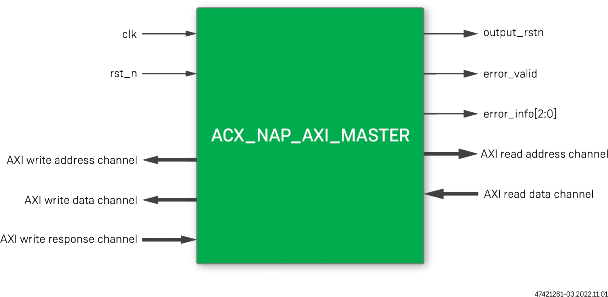 clk
rst_n
AXI write address channel
AXI write data channel
AXI write response channel
ACX_NAP_AXI_MASTER
output_rstn
error_valid
error_info[2:0]
AXI read address channel
AXI read data channel
47421261-03.2022.11.01